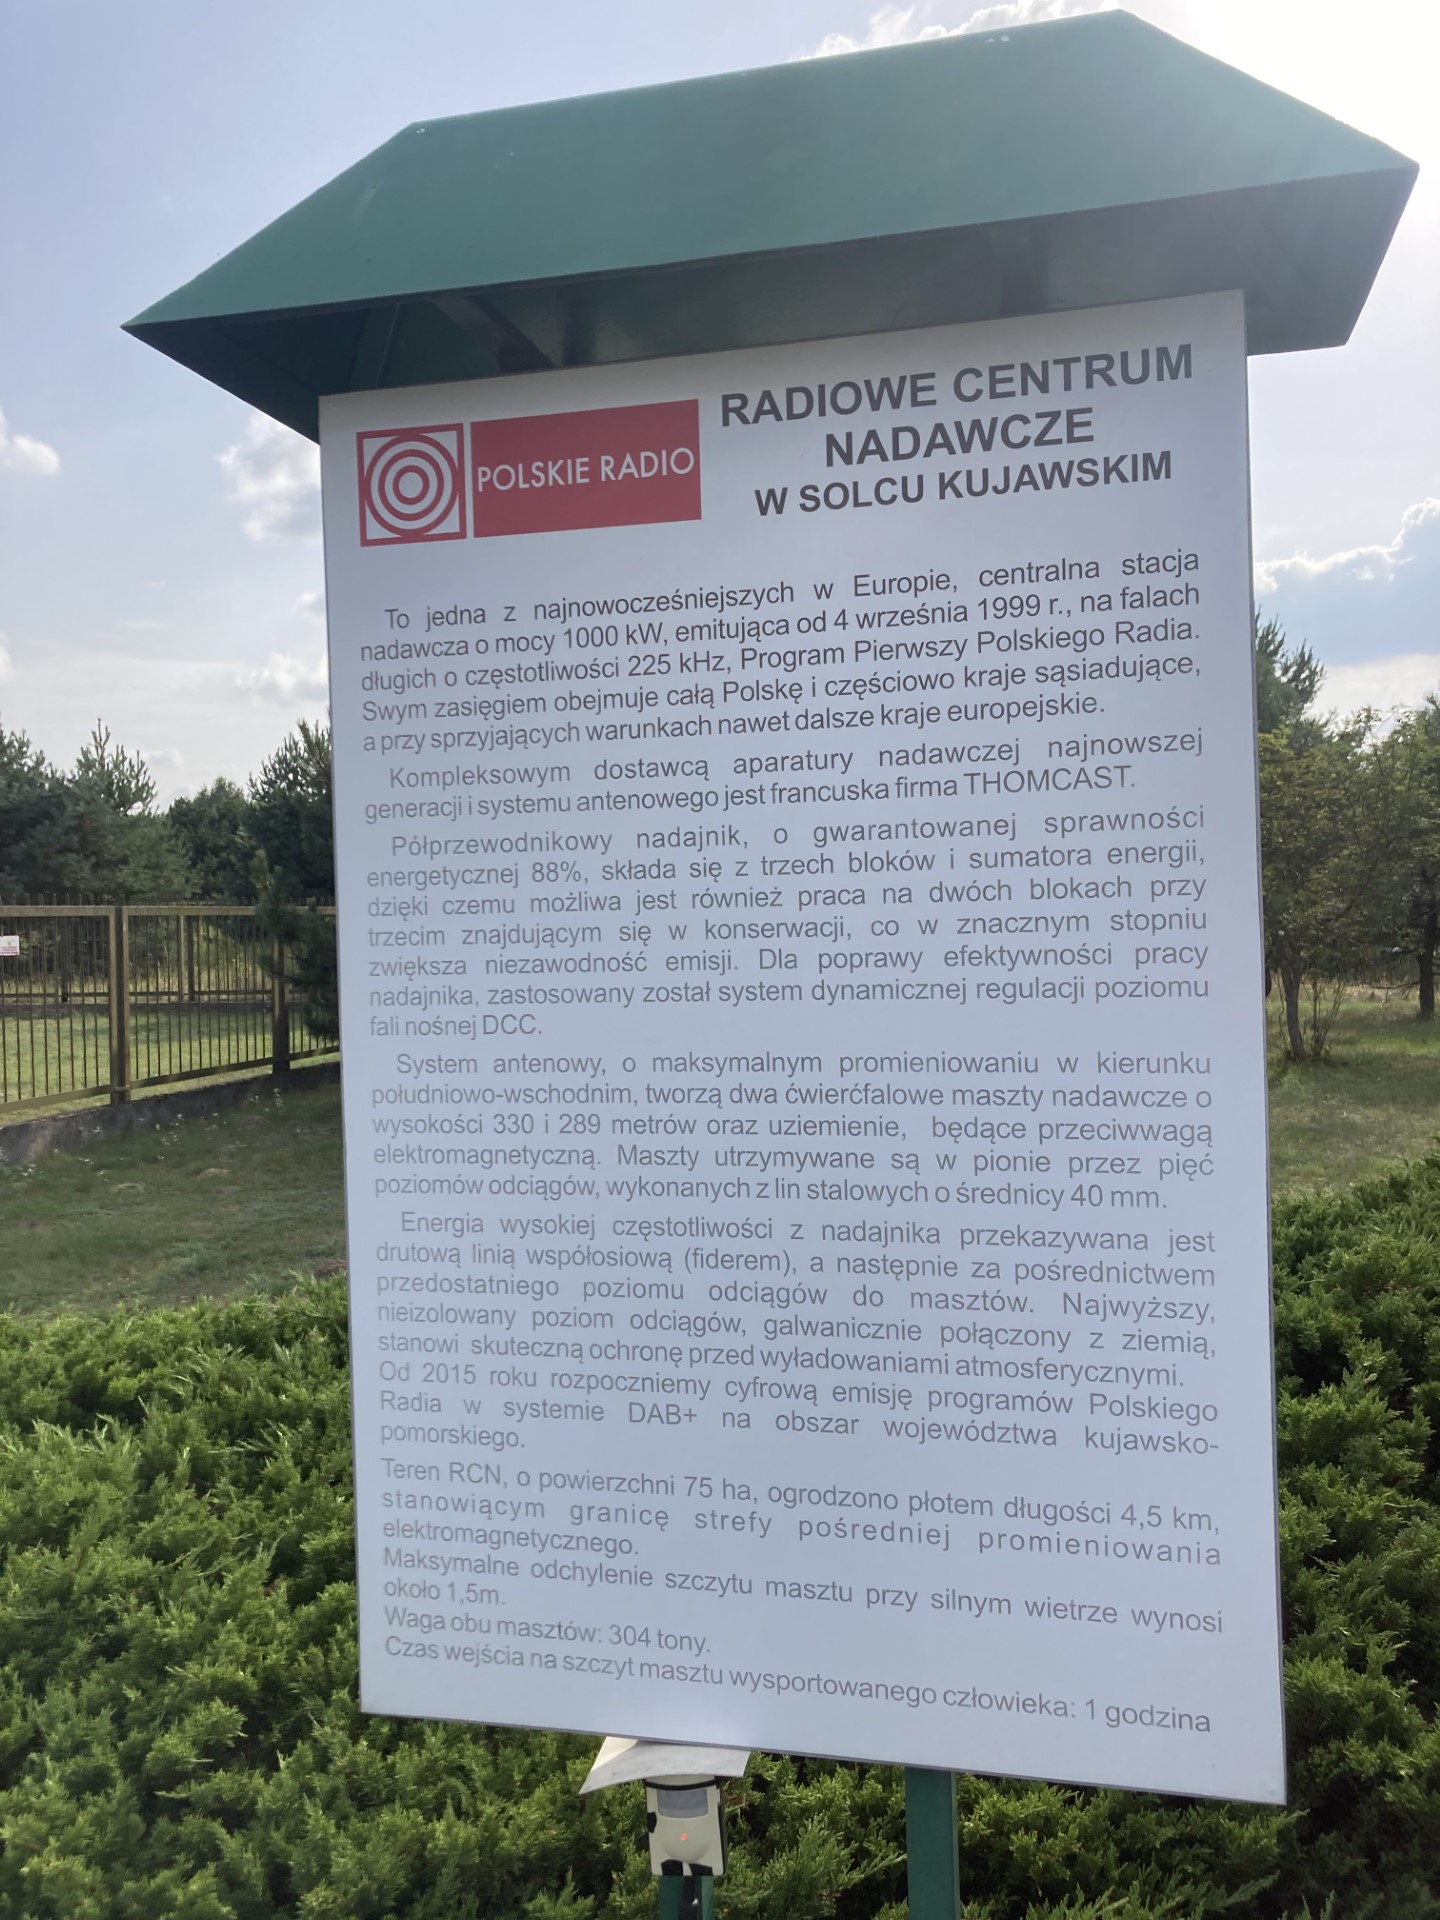 POLSKIE RADIO
RADIOWE CENTRUM
NADAWCZE
W SOLCU KUJAWSKIM
To jedna z najnowocześniejszych w Europie, centralna stacja
nadawcza o mocy 1000 kW, emitująca od 4 września 1999 r., na falach
długich o częstotliwości 225 kHz, Program Pierwszy Polskiego Radia.
Swym zasięgiem obejmuje całą Polskę i częściowo kraje sąsiadujące,
a przy sprzyjających warunkach nawet dalsze kraje europejskie.
Kompleksowym dostawcą aparatury nadawczej najnowszej
generacji i systemu antenowego jest francuska firma THOMCAST.
Półprzewodnikowy nadajnik, o gwarantowanej sprawności
energetycznej 88%, składa się z trzech bloków i sumatora energii,
dzięki czemu możliwa jest również praca na dwóch blokach przy
trzecim znajdującym się w konserwacji, co w znacznym stopniu
zwiększa niezawodność emisji. Dla poprawy efektywności pracy
nadajnika, zastosowany został system dynamicznej regulacji poziomu
fali nośnej DCC.
System antenowy, o maksymalnym promieniowaniu w kierunku
południowo-wschodnim, tworzą dwa ćwierćfalowe maszty nadawcze o
wysokości 330 i 289 metrów oraz uziemienie, będące przeciwwagą
elektromagnetyczną. Maszty utrzymywane są w pionie przez pięć
poziomów odciągów, wykonanych z lin stalowych o średnicy 40 mm.
Energia wysokiej częstotliwości z nadajnika przekazywana jest
drutową linią współosiową (fiderem), a następnie za pośrednictwem
przedostatniego poziomu odciągów do masztów. Najwyższy,
nieizolowany poziom odciągów, galwanicznie połączony z ziemią,
stanowi skuteczną ochronę przed wyładowaniami atmosferycznymi.
Od 2015 roku rozpoczniemy cyfrową emisję programów Polskiego
Radia w systemie DAB+ na obszar województwa kujawsko-
pomorskiego.
Teren RCN, o powierzchni 75 ha, ogrodzono płotem długości 4,5 km,
stanowiącym granicę strefy pośredniej promieniowania
elektromagnetycznego.
Maksymalne odchylenie szczytu masztu przy silnym wietrze wynosi
około 1,5m.
Waga obu masztów: 304 tony.
Czas wejścia na szczyt masztu wysportowanego człowieka: 1 godzina